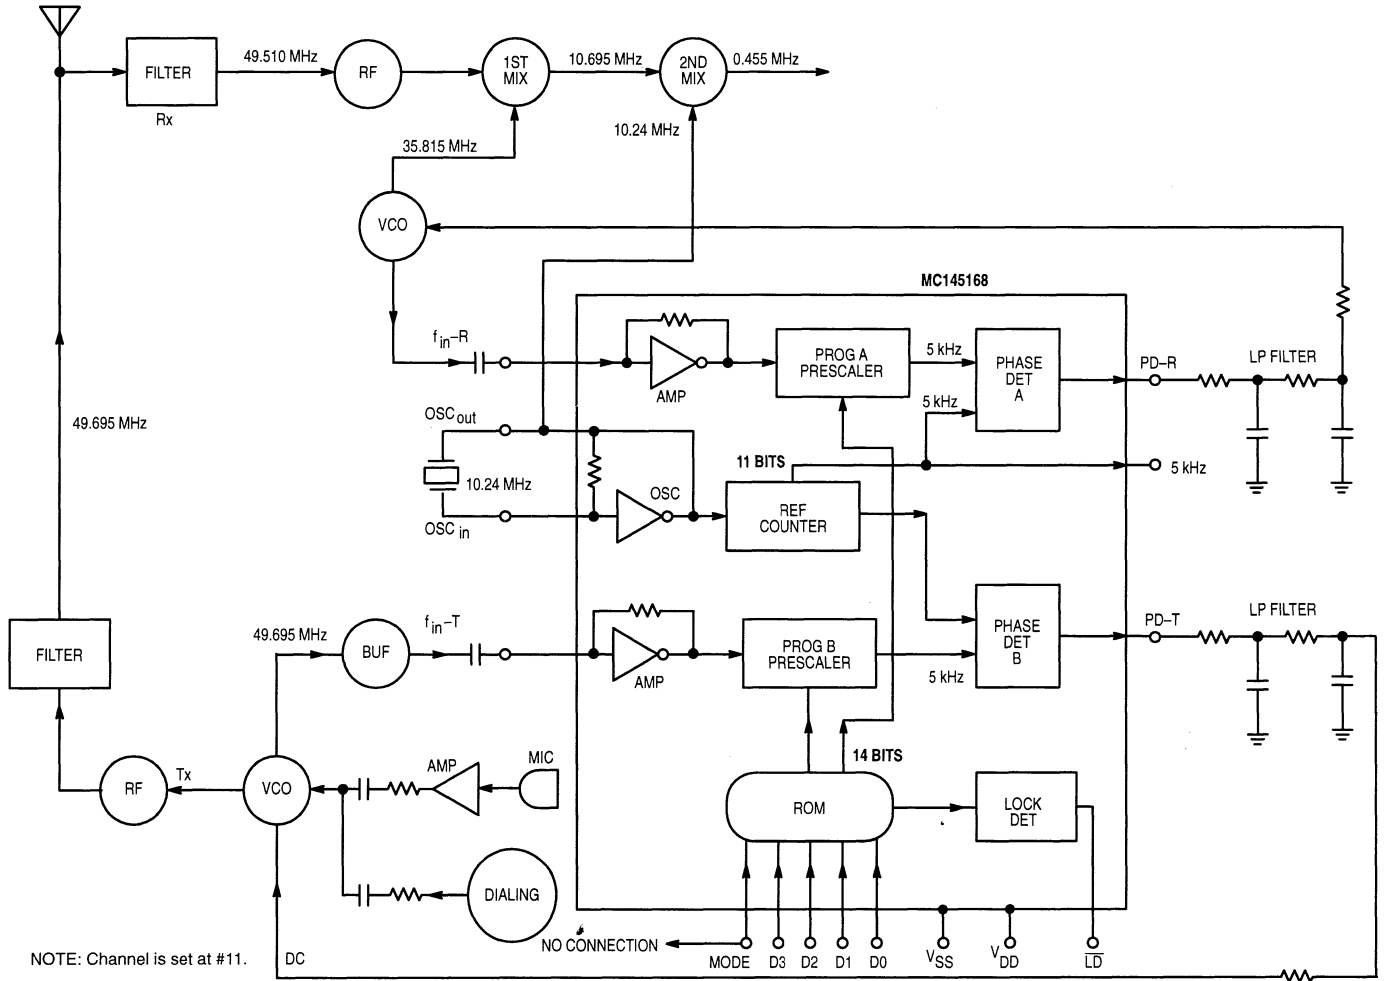 49.510 MHz
10.695 MHz
0.455 MHz
FILTER
RF
1ST
MIX
2ND
MIX
Rx
10.24 MHz
35.815 MHz
VCO
MC145168
fin–R
AMP
PROG A
PRESCALER
5 kHz
PHASE
DET
A
PD–R
LP FILTER
5 kHz
49.695 MHz
OSCout
11 BITS
5 kHz
10.24 MHz
OSC
REF
COUNTER
OSC in
fin–T
49.695 MHz
BUF
AMP
PROG B
PRESCALER
5 kHz
PHASE
DET
B
PD–T
LP FILTER
FILTER
14 BITS
RF
Tx
VCO
AMP
MIC
ROM
LOCK
DET
DIALING
NO CONNECTION
MODE
D3
D2
D1
D0
VSS
VDD
LD
NOTE: Channel is set at #11.
DC